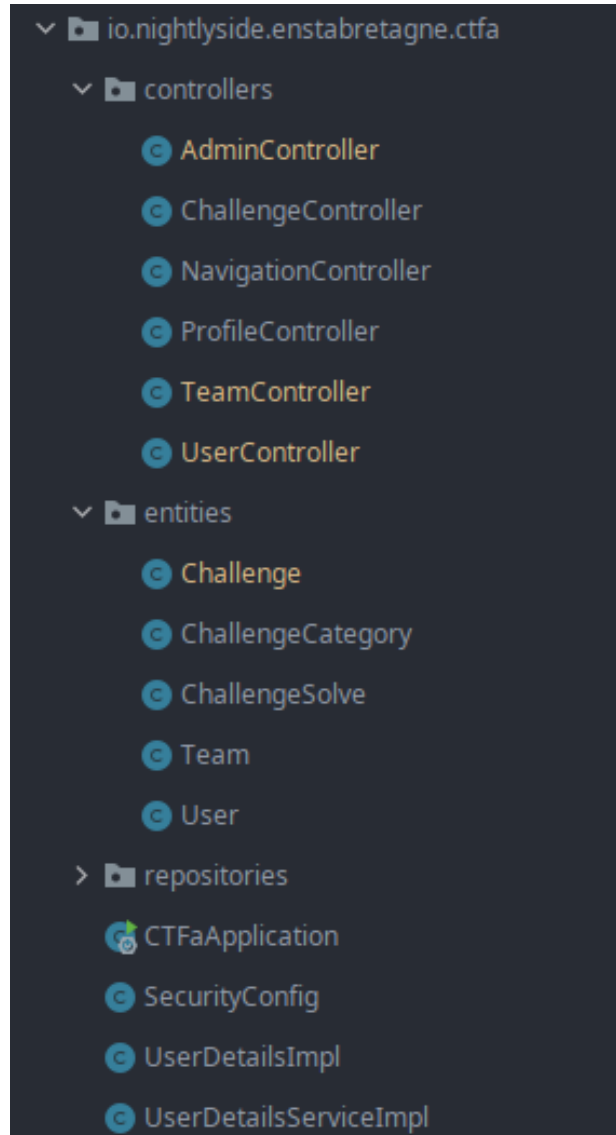 io.nightlyside.enstabretagne.ctfa
controllers
C AdminController
C ChallengeController
C NavigationController
C ProfileController
C TeamController
C UserController
entities
C Challenge
C ChallengeCategory
C ChallengeSolve
C Team
C User
repositories
CTFaApplication
C SecurityConfig
C UserDetailsImpl
C UserDetailsServiceImpl